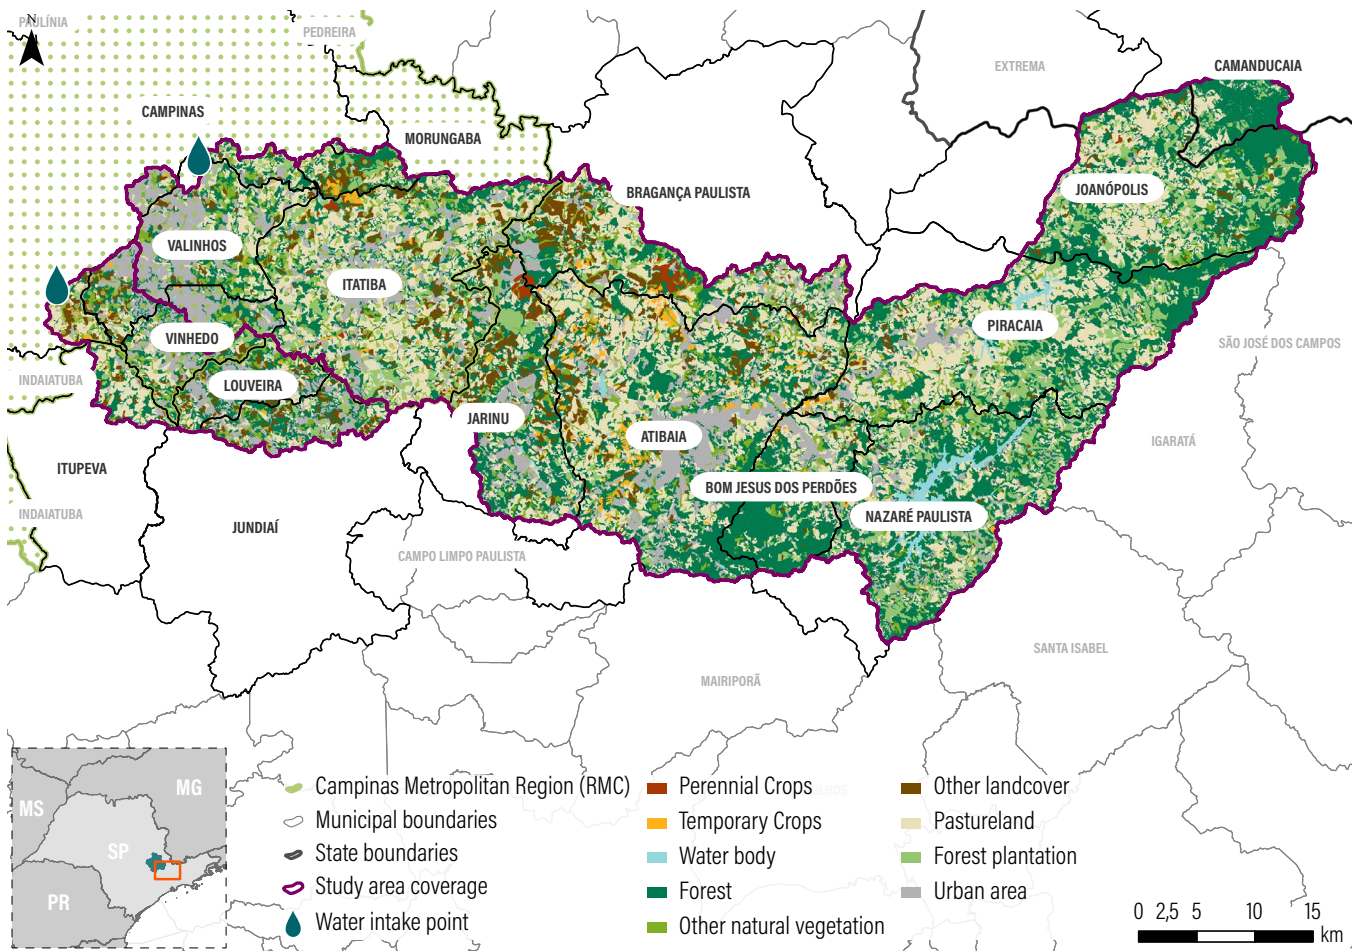 PAULÍNIA
N
PEDREIRA
EXTREMA
CAMANDUCAIA
CAMPINAS
MORUNGABA
BRAGANÇA PAULISTA
JOANÓPOLIS
VALINHOS
ITATIBA
PIRACAIA
VINHEDO
SÃO JOSÉ DOS CAMPOS
INDAIATUBA
LOUVEIRA
JARINU
ATIBAIA
IGARATÁ
ITUPEVA
BOM JESUS DOS PERDÕES
INDAIATUBA
JUNDIAÍ
NAZARÉ PAULISTA
CAMPO LIMPO PAULISTA
SANTA ISABEL
MAIRIPORÃ
MS
MG
SP
PR
Campinas Metropolitan Region (RMC)
Municipal boundaries
State boundaries
Study area coverage
Water intake point
Perennial Crops
Temporary Crops
Water body
Forest
Other natural vegetation
Other landcover
Pastureland
Forest plantation
Urban area
0 2,5 5 10 15
km